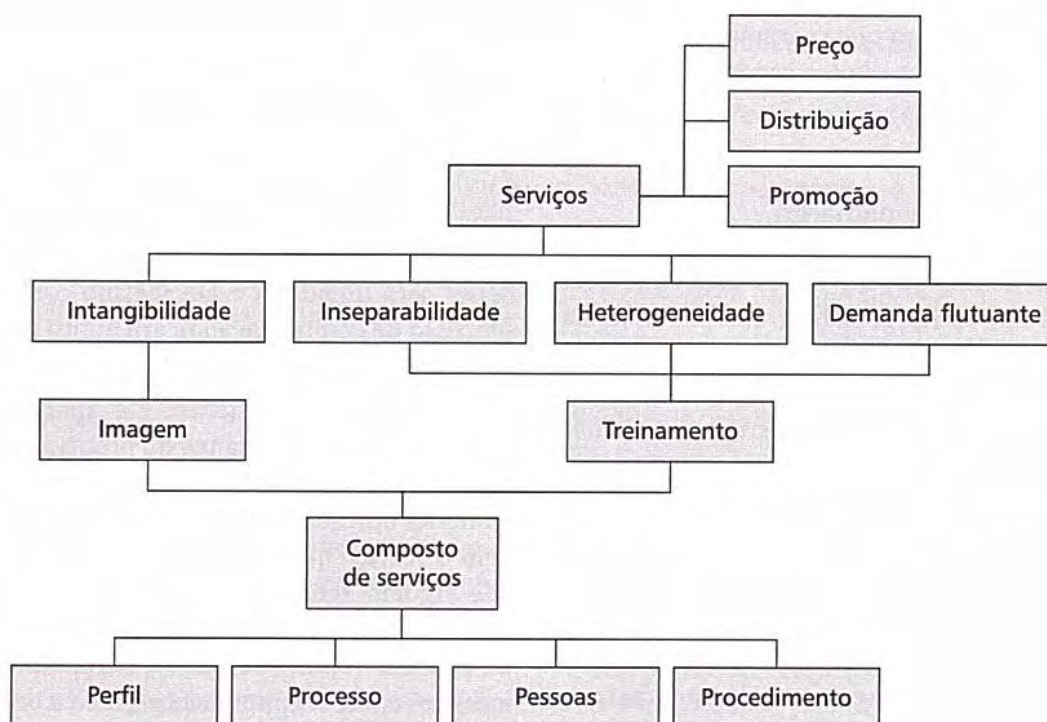 Preço
Distribuição
Serviços
Promoção
Intangibilidade
Inseparabilidade
Heterogeneidade
Demanda flutuante
Imagem
Treinamento
Composto
de serviços
Perfil
Processo
Pessoas
Procedimento